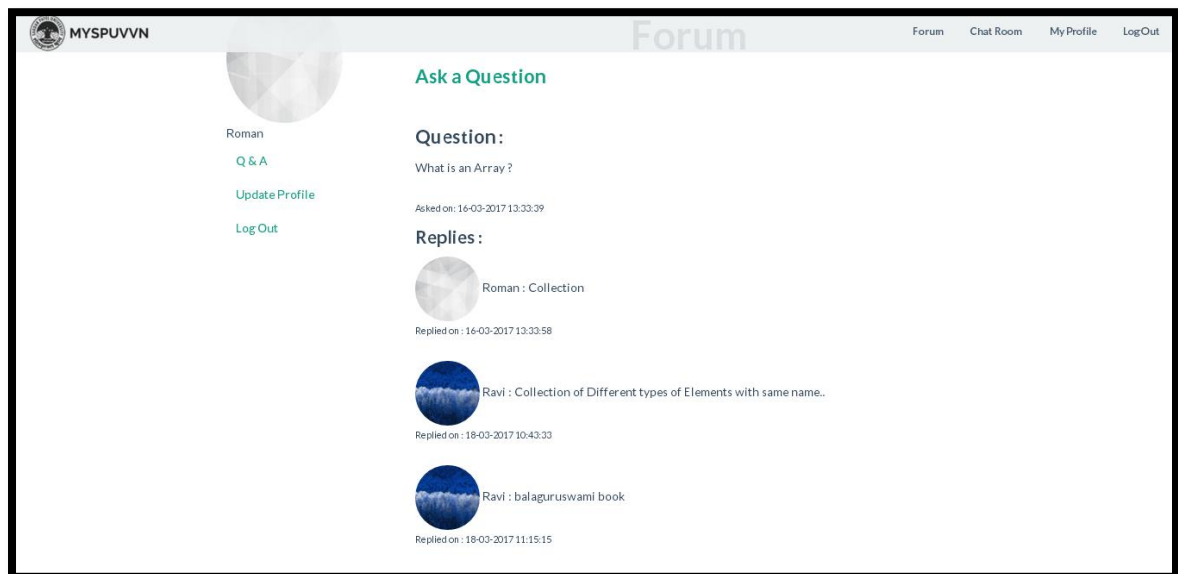 MYSPUVVN
Forum
Forum Chat Room My Profile LogOut
Ask a Question
Roman
Q & A
Update Profile
Log Out
Question :
What is an Array ?
Asked on: 16-03-2017 13:33:39
Replies :
Roman : Collection
Replied on : 16-03-2017 13:33:58
Ravi : Collection of Different types of Elements with same name..
Replied on : 18-03-2017 10:43:33
Ravi : balaguruswami book
Replied on : 18-03-2017 11:15:15